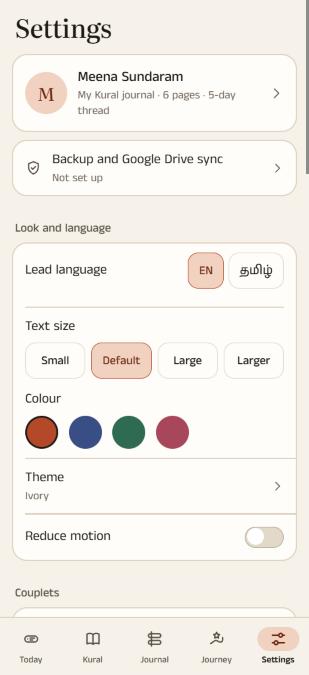 Settings
M
Meena Sundaram
My Kural journal · 6 pages · 5-day
thread
Backup and Google Drive sync
Not set up
Look and language
Lead language
EN
தமிழ்
Text size
Small
Default
Large
Larger
Colour
Theme
Ivory
Reduce motion
Couplets
Today
Kural
Journal
Journey
Settings